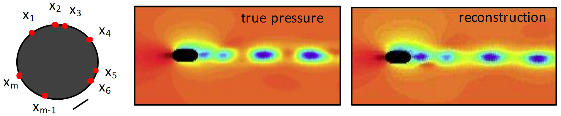 x1
x2
x3
x4
x5
x6
xm-1
xm
true pressure
reconstruction